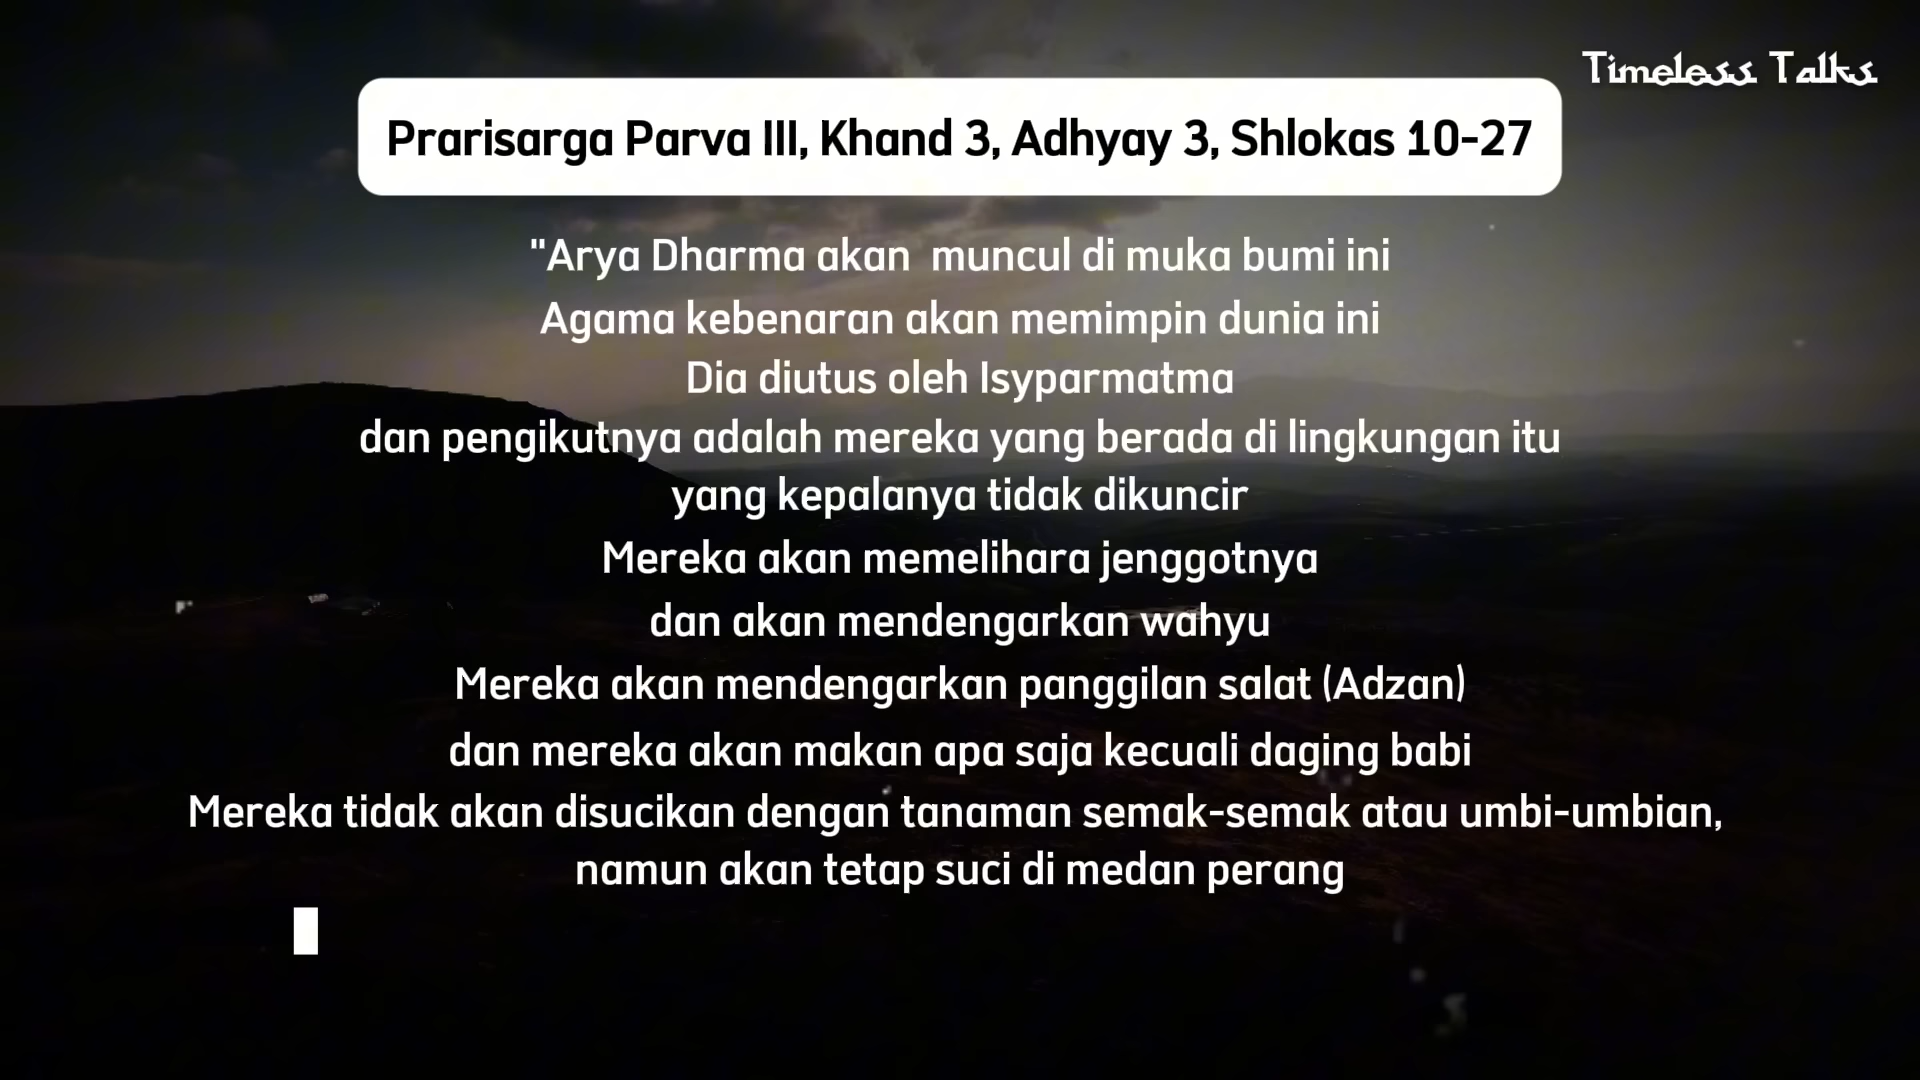 Timeless Talks
Prarisarga Parva III, Khand 3, Adhyay 3, Shlokas 10-27
"Arya Dharma akan  muncul di muka bumi ini
Agama kebenaran akan memimpin dunia ini
Dia diutus oleh Isyparmatma
dan pengikutnya adalah mereka yang berada di lingkungan itu
yang kepalanya tidak dikuncir
Mereka akan memelihara jenggotnya
dan akan mendengarkan wahyu
Mereka akan mendengarkan panggilan salat (Adzan)
dan mereka akan makan apa saja kecuali daging babi
Mereka tidak akan disucikan dengan tanaman semak-semak atau umbi-umbian,
namun akan tetap suci di medan perang